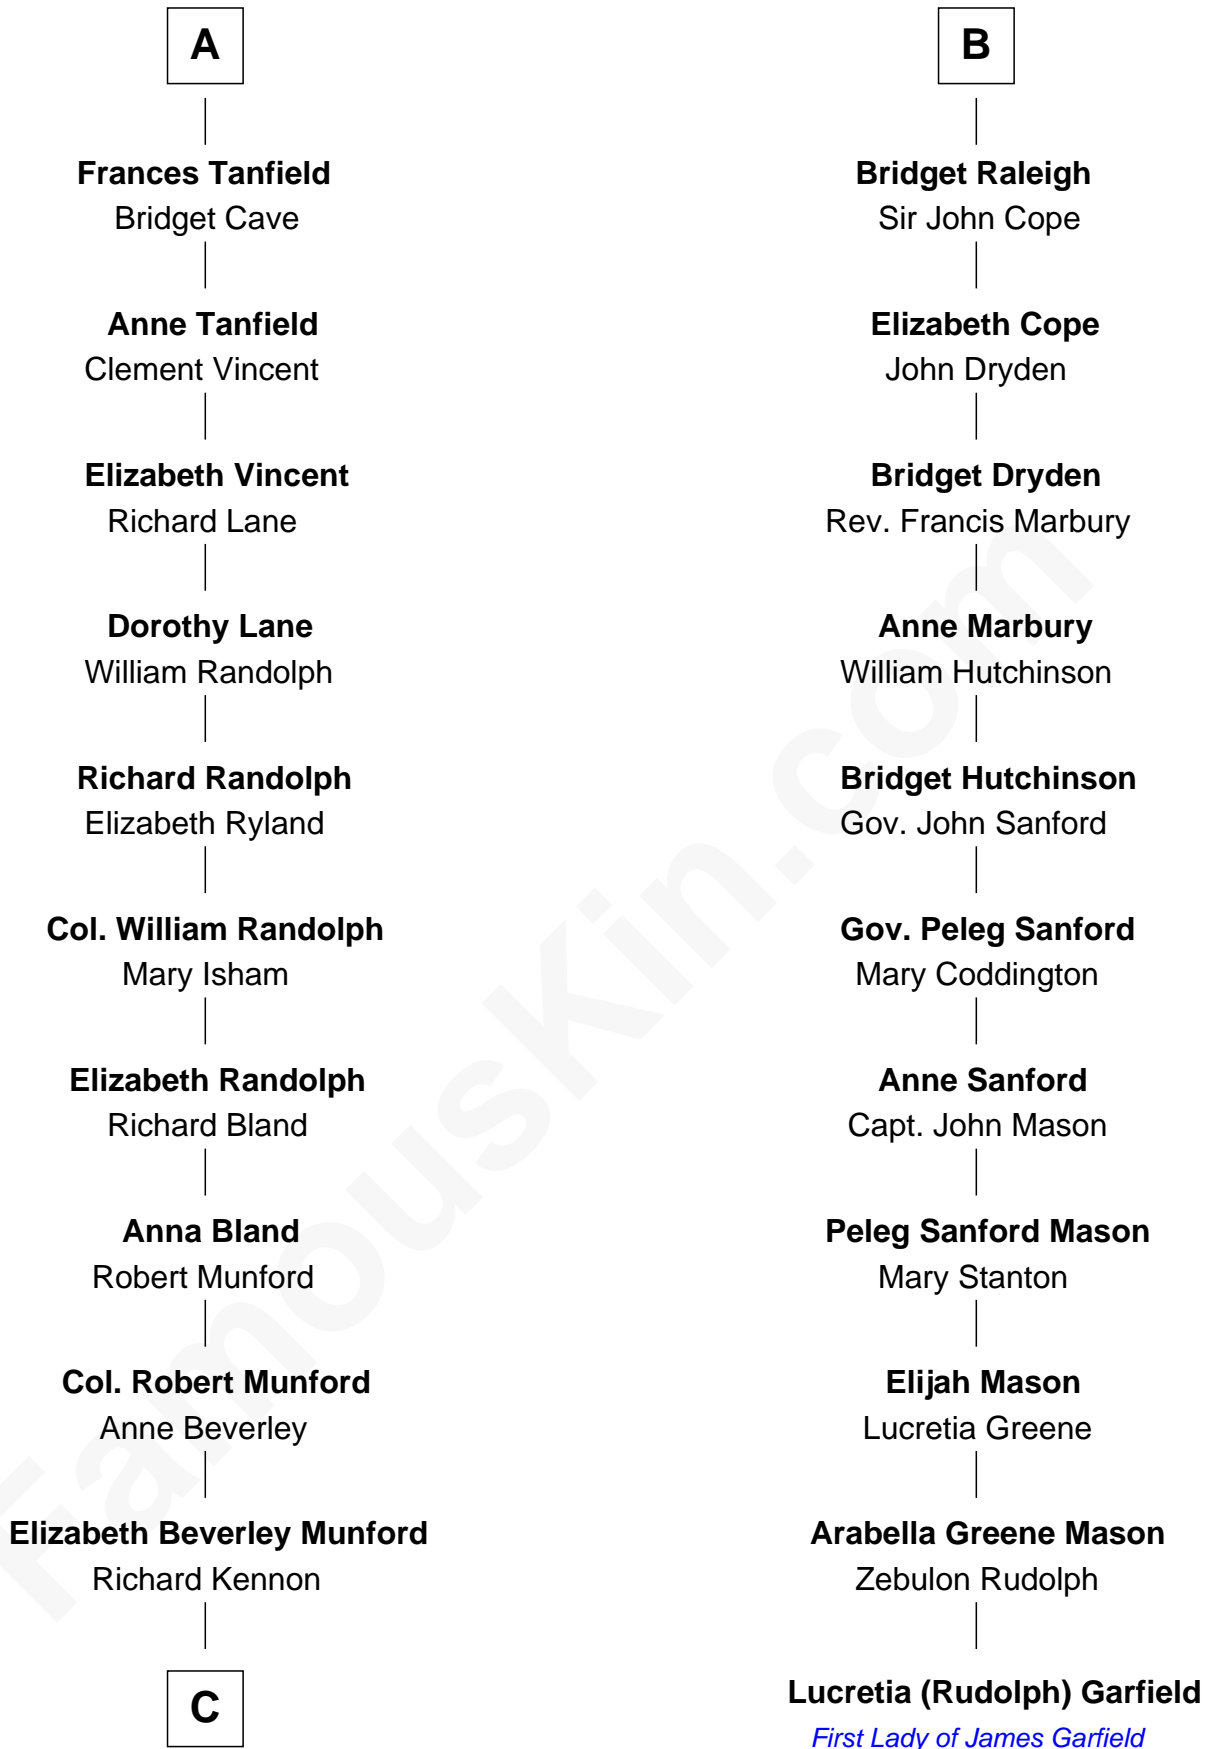 A
Frances Tanfield
Bridget Cave
Anne Tanfield
Clement Vincent
Elizabeth Vincent
Richard Lane
Dorothy Lane
William Randolph
Richard Randolph
Elizabeth Ryland
Col. William Randolph
Mary Isham
Elizabeth Randolph
Richard Bland
Anna Bland
Robert Munford
Col. Robert Munford
Anne Beverley
Elizabeth Beverley Munford
Richard Kennon
C
B
Bridget Raleigh
Sir John Cope
Elizabeth Cope
John Dryden
Bridget Dryden
Rev. Francis Marbury
Anne Marbury
William Hutchinson
Bridget Hutchinson
Gov. John Sanford
Gov. Peleg Sanford
Mary Coddington
Anne Sanford
Capt. John Mason
Peleg Sanford Mason
Mary Stanton
Elijah Mason
Lucretia Greene
Arabella Greene Mason
Zebulon Rudolph
Lucretia (Rudolph) Garfield
First Lady of James Garfield
FamousKin.com